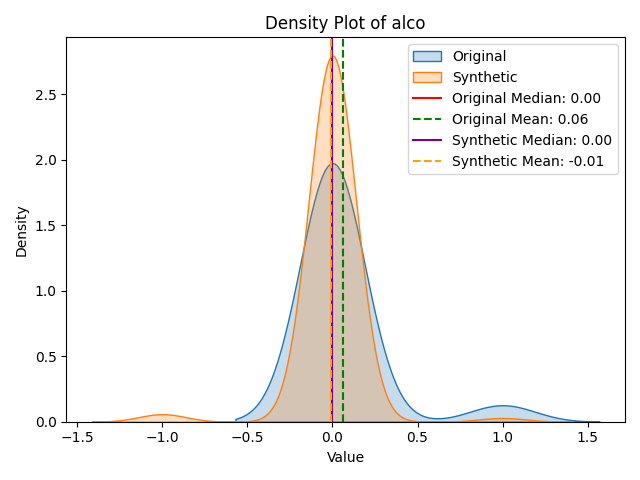 Density Plot of alco
Original
Synthetic
Original Median: 0.00
Original Mean: 0.06
Synthetic Median: 0.00
Synthetic Mean: -0.01
Density
2.5
2.0
1.5
1.0
0.5
0.0
−1.5 −1.0 −0.5 0.0 0.5 1.0 1.5
Value